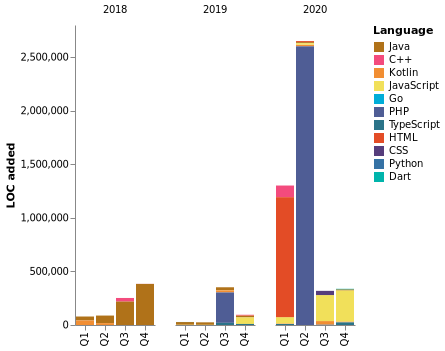 2018 2019 2020
Language
Java
C++
Kotlin
JavaScript
Go
PHP
TypeScript
HTML
CSS
Python
Dart
LOC added
2,500,000
2,000,000
1,500,000
1,000,000
500,000
0
Q1 Q2 Q3 Q4 Q1 Q2 Q3 Q4 Q1 Q2 Q3 Q4